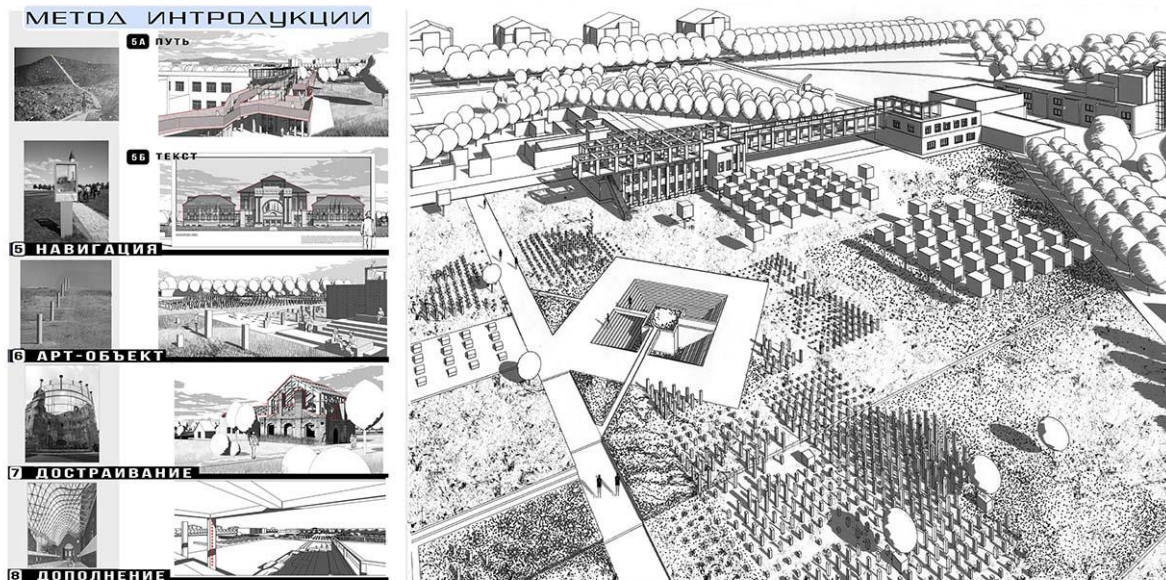 МЕТОД ИНТРОДУКЦИИ
5А ПУТЬ
5Б ТЕКСТ
5 НАВИГАЦИЯ
6 АРТ-ОБЪЕКТ
7 ДОСТРАИВАНИЕ
8 ДОПОЛНЕНИЕ